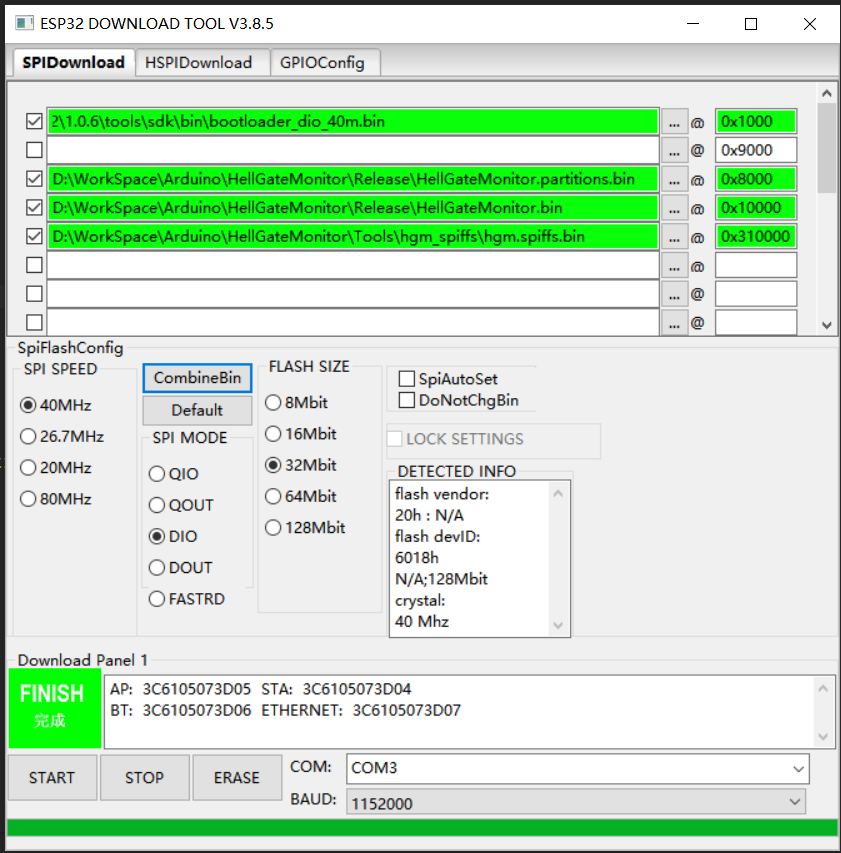 ESP32 DOWNLOAD TOOL V3.8.5
SPIDownload HSPIDownload GPIOConfig
2\1.0.6\tools\sdk\bin\bootloader_dio_40m.bin ... @ 0x1000
... @ 0x9000
D:\WorkSpace\Arduino\HellGateMonitor\Release\HellGateMonitor.partitions.bin ... @ 0x8000
D:\WorkSpace\Arduino\HellGateMonitor\Release\HellGateMonitor.bin ... @ 0x10000
D:\WorkSpace\Arduino\HellGateMonitor\Tools\hgm_spiffs\hgm.spiffs.bin ... @ 0x310000
... @
... @
... @
SpiFlashConfig
SPI SPEED
40MHz
26.7MHz
20MHz
80MHz
CombineBin
Default
SPI MODE
QIO
QOUT
DIO
DOUT
FASTRD
FLASH SIZE
8Mbit
16Mbit
32Mbit
64Mbit
128Mbit
SpiAutoSet
DoNotChgBin
LOCK SETTINGS
DETECTED INFO
flash vendor:
20h : N/A
flash devID:
6018h
N/A;128Mbit
crystal:
40 Mhz
Download Panel 1
FINISH
完成
AP: 3C6105073D05 STA: 3C6105073D04
BT: 3C6105073D06 ETHERNET: 3C6105073D07
START STOP ERASE
COM: COM3
BAUD: 1152000